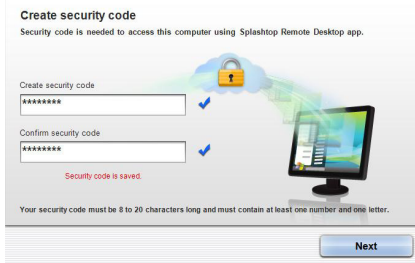 Create security code
Security code is needed to access this computer using Splashtop Remote Desktop app.
Create security code
********
Confirm security code
********
Security code is saved.
Your security code must be 8 to 20 characters long and must contain at least one number and one letter.
Next